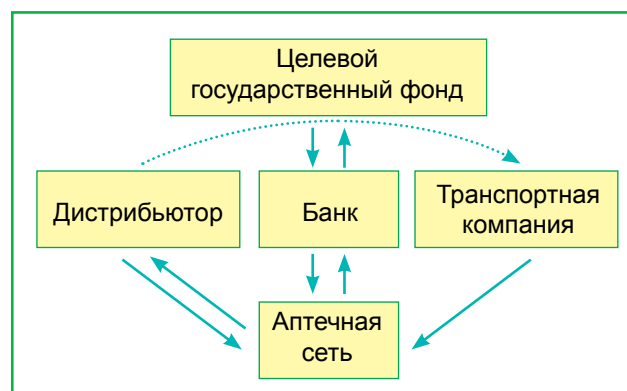 Целевой
государственный фонд
Дистрибьютор
Банк
Транспортная
компания
Аптечная
сеть